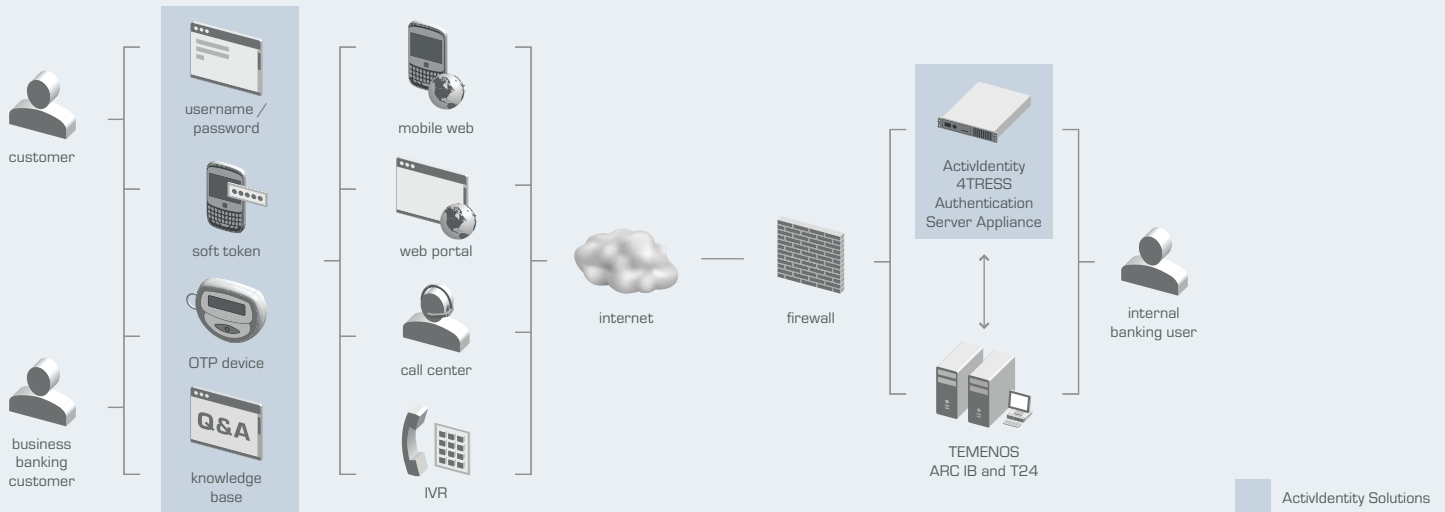 customer
business
banking
customer
username /
password
soft token
OTP device
Q&A
knowledge
base
mobile web
web portal
call center
IVR
internet
firewall
ActivIdentity
4TRESS
Authentication
Server Appliance
TEMENOS
ARC IB and T24
internal
banking user
ActivIdentity Solutions